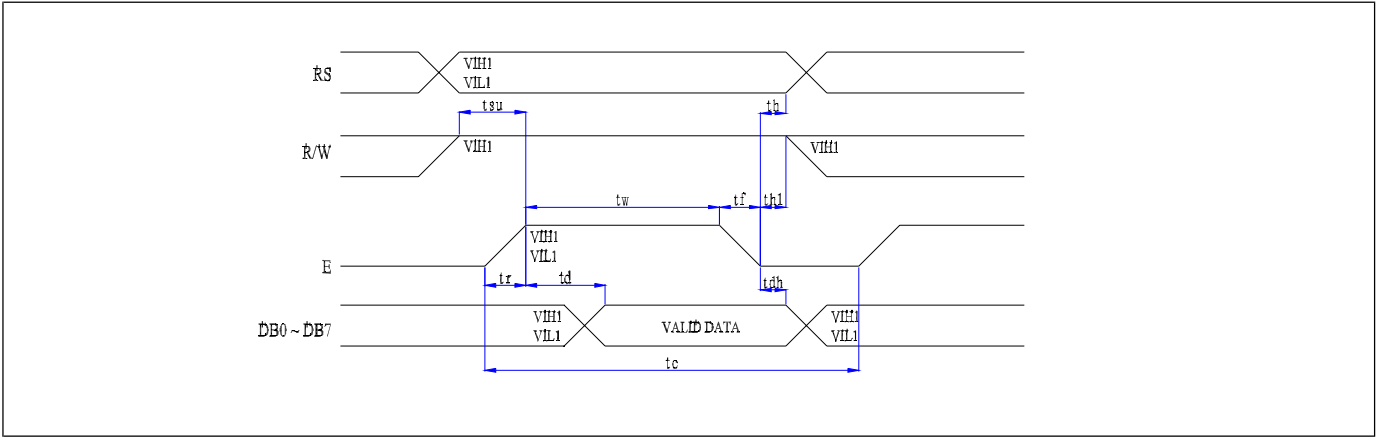 RS
VIH1
VIL1
tsu
th
R/W
VIH1
VIH1
tw
tf
th1
E
VIH1
VIL1
tr
td
tdh
DB0 ~ DB7
VIH1
VIL1
VALID DATA
VIH1
VIL1
tc